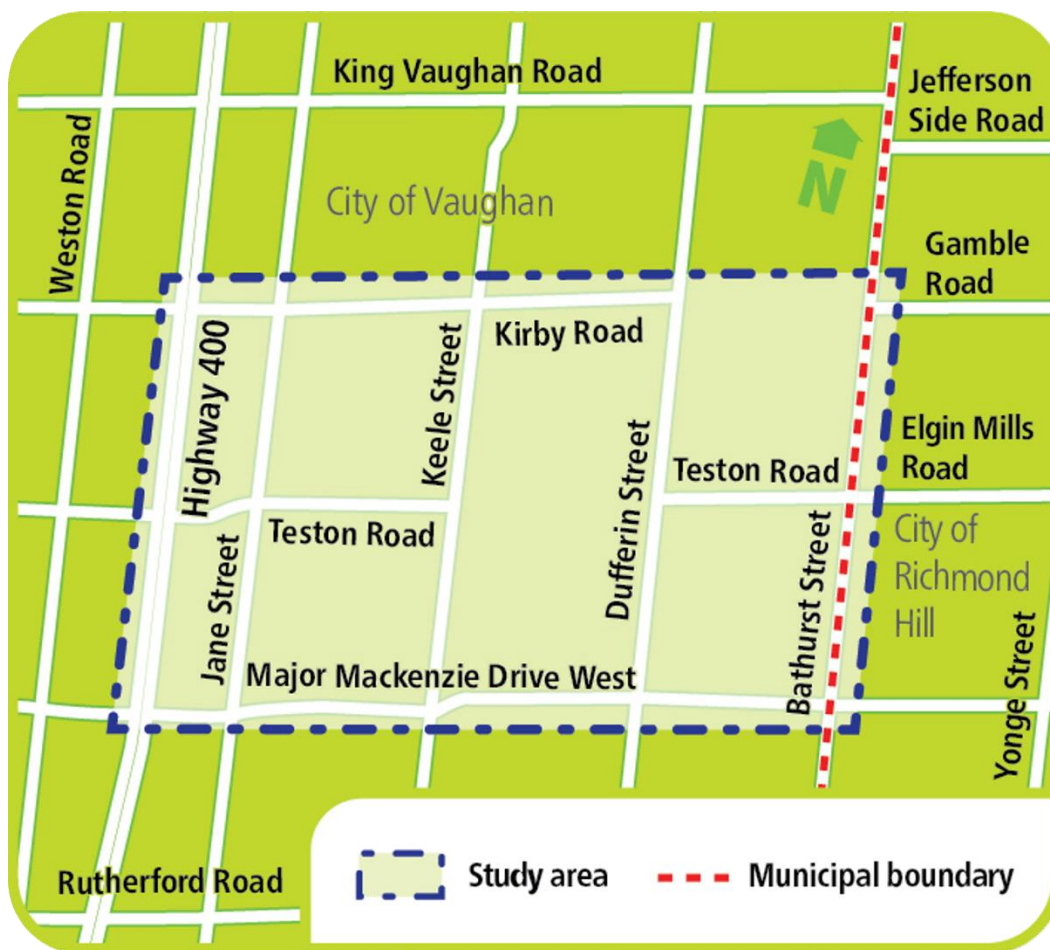 King Vaughan Road
Jefferson
Side Road
Weston Road
N
City of Vaughan
Gamble
Road
Highway 400
Keele Street
Kirby Road
Dufferin Street
Teston Road
Elgin Mills
Road
Teston Road
Jane Street
Bathurst Street
City of
Richmond
Hill
Major Mackenzie Drive West
Yonge Street
Rutherford Road
Study area
Municipal boundary